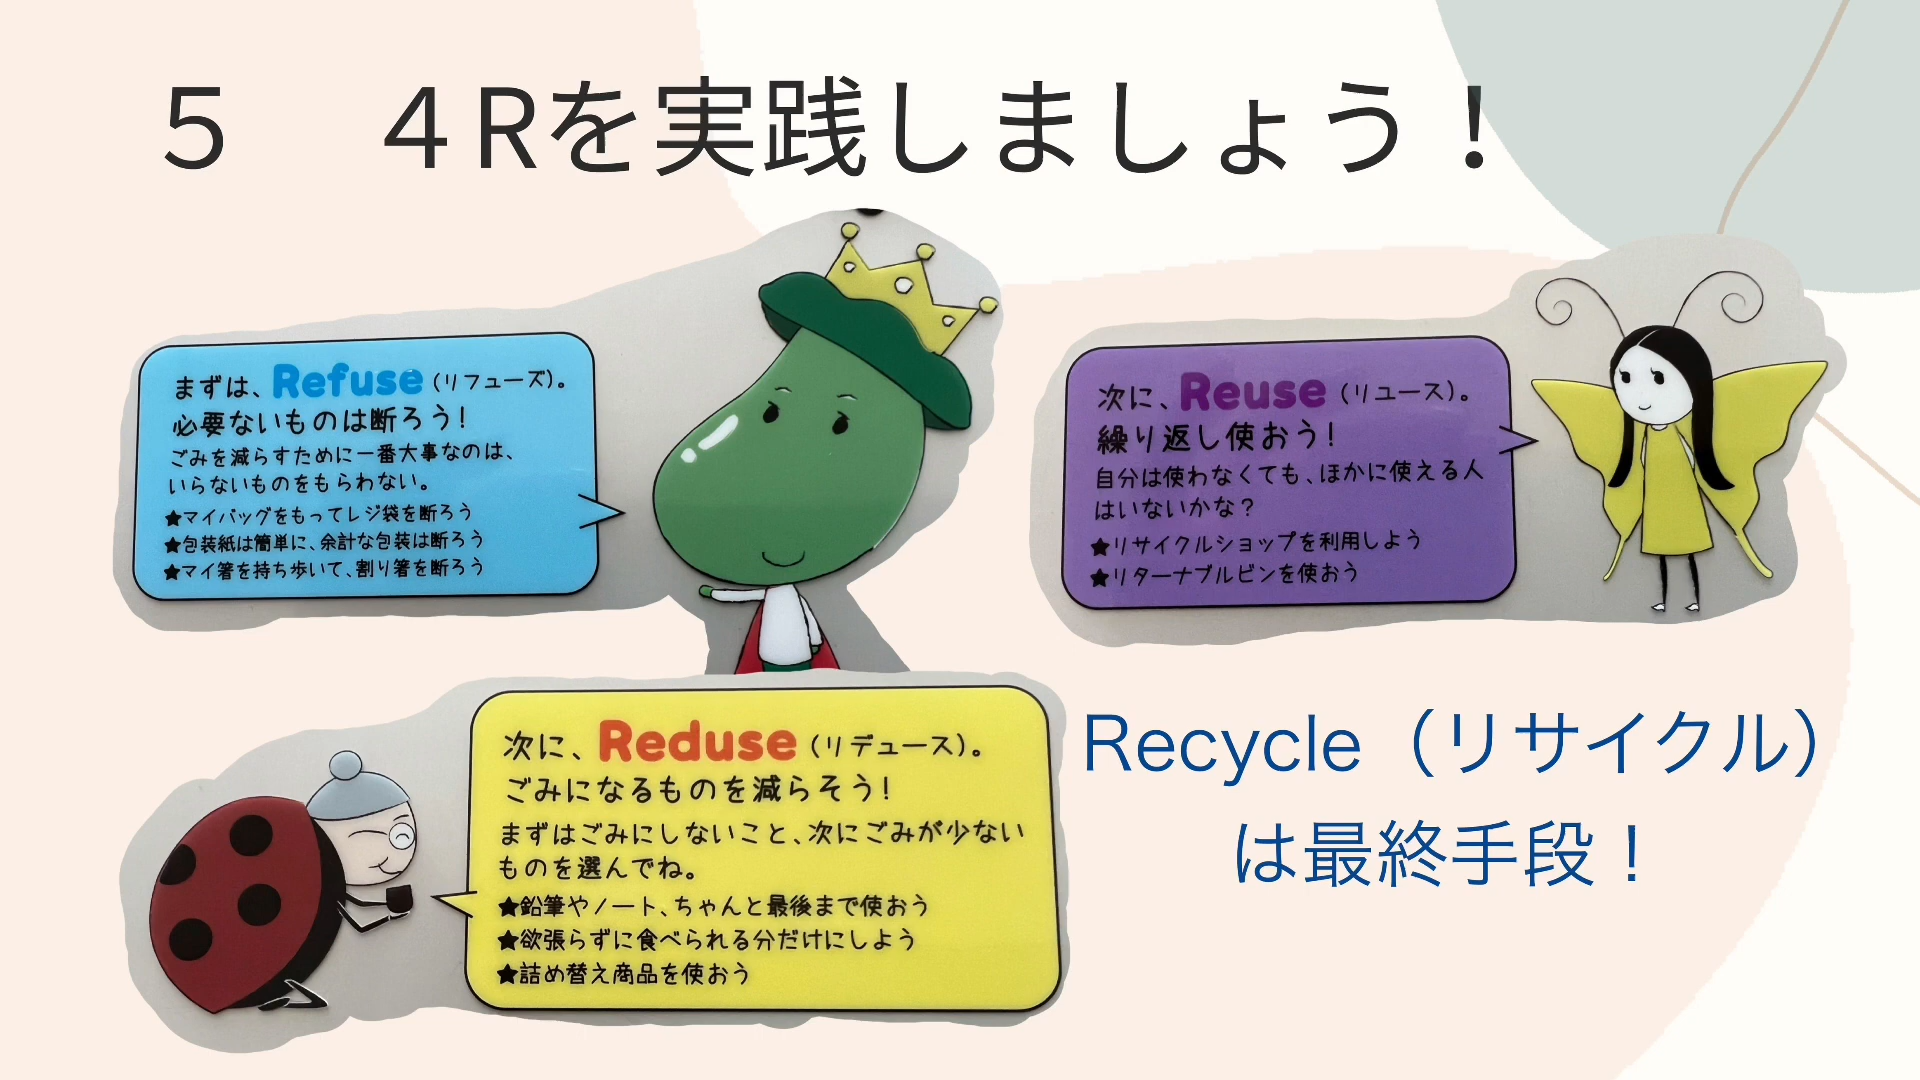 ５　４Rを実践しましょう！
まずは、Refuse（リフューズ）。
必要ないものは断ろう！
ごみを減らすために一番大事なのは、
いらないものをもらわない。
★マイバッグをもってレジ袋を断ろう
★包装紙は簡単に、余計な包装は断ろう
★マイ箸を持ち歩いて、割り箸を断ろう
次に、Reuse（リユース）。
繰り返し使おう！
自分は使わなくても、ほかに使える人
はいないかな？
★リサイクルショップを利用しよう
★リターナブルビンを使おう
次に、Reduse（リデュース）。
ごみになるものを減らそう！
まずはごみにしないこと、次にごみが少ない
ものを選んでね。
★鉛筆やノート、ちゃんと最後まで使おう
★欲張らずに食べられる分だけにしよう
★詰め替え商品を使おう
Recycle（リサイクル）
は最終手段！